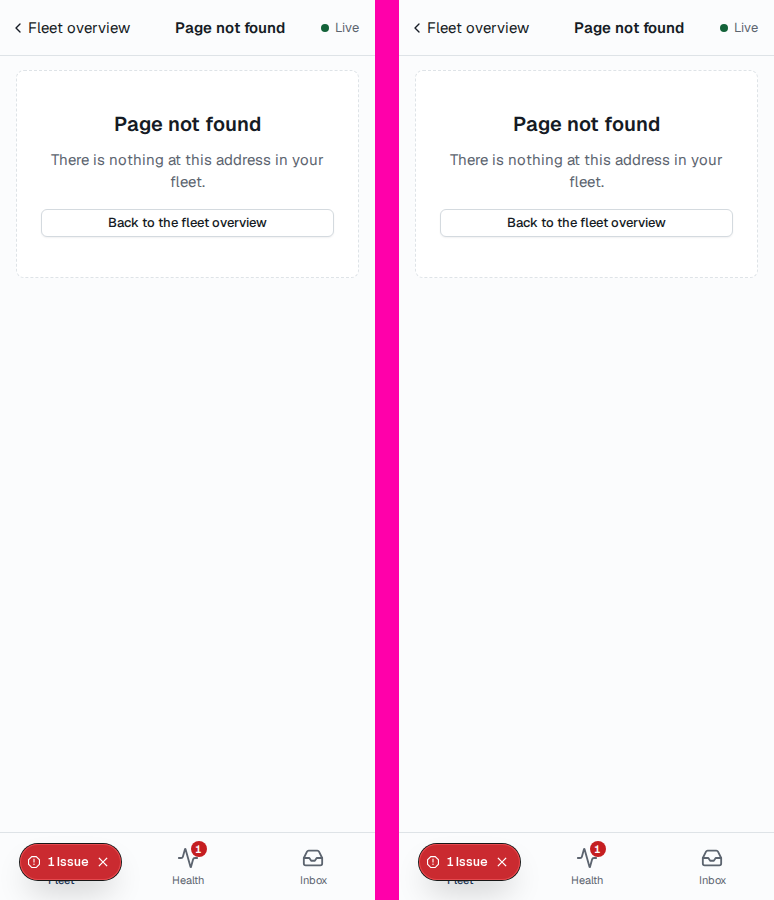 Fleet overview
Page not found
Live
Page not found
There is nothing at this address in your
fleet.
Back to the fleet overview
1 Issue
Fleet
1
Health
Inbox
Fleet overview
Page not found
Live
Page not found
There is nothing at this address in your
fleet.
Back to the fleet overview
1 Issue
Fleet
1
Health
Inbox